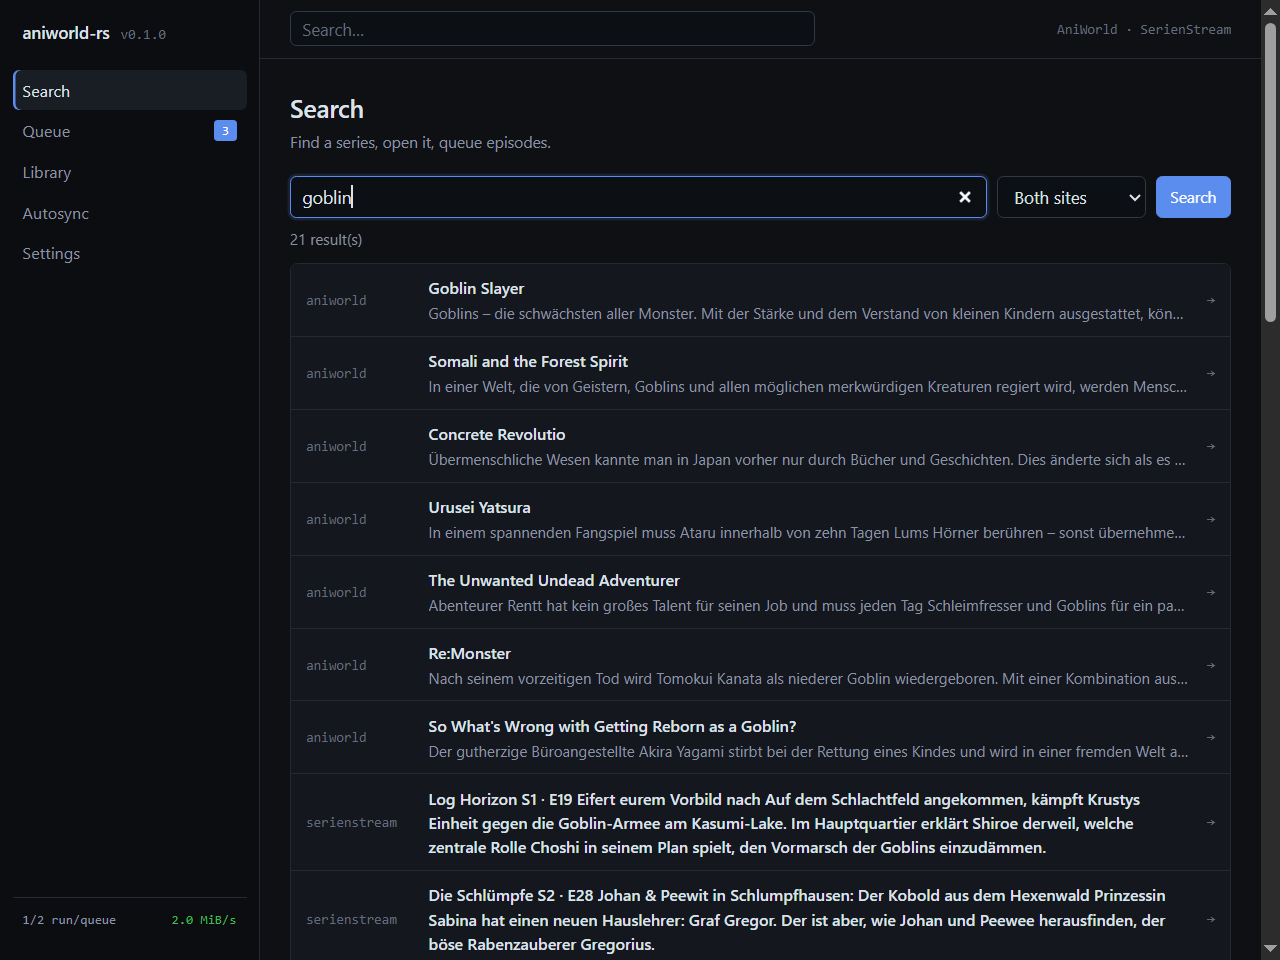 aniworld-rs v0.1.0
Search
Queue
3
Library
Autosync
Settings
1/2 run/queue
2.0 MiB/s
Search...
AniWorld · SerienStream
Search
Find a series, open it, queue episodes.
goblin
Both sites
Search
21 result(s)
aniworld
Goblin Slayer
Goblins – die schwächsten aller Monster. Mit der Stärke und dem Verstand von kleinen Kindern ausgestattet, kön...
→
aniworld
Somali and the Forest Spirit
In einer Welt, die von Geistern, Goblins und allen möglichen merkwürdigen Kreaturen regiert wird, werden Mensc...
→
aniworld
Concrete Revolutio
Übermenschliche Wesen kannte man in Japan vorher nur durch Bücher und Geschichten. Dies änderte sich als es ...
→
aniworld
Urusei Yatsura
In einem spannenden Fangspiel muss Ataru innerhalb von zehn Tagen Lums Hörner berühren – sonst übernehme...
→
aniworld
The Unwanted Undead Adventurer
Abenteurer Rentt hat kein großes Talent für seinen Job und muss jeden Tag Schleimfresser und Goblins für ein pa...
→
aniworld
Re:Monster
Nach seinem vorzeitigen Tod wird Tomokui Kanata als niederer Goblin wiedergeboren. Mit einer Kombination aus...
→
aniworld
So What's Wrong with Getting Reborn as a Goblin?
Der gutherzige Büroangestellte Akira Yagami stirbt bei der Rettung eines Kindes und wird in einer fremden Welt a...
→
serienstream
Log Horizon S1 · E19 Eifert eurem Vorbild nach Auf dem Schlachtfeld angekommen, kämpft Krustys
Einheit gegen die Goblin-Armee am Kasumi-Lake. Im Hauptquartier erklärt Shiroe derweil, welche
zentrale Rolle Choshi in seinem Plan spielt, den Vormarsch der Goblins einzudämmen.
→
serienstream
Die Schlümpfe S2 · E28 Johan & Peewit in Schlumpfhausen: Der Kobold aus dem Hexenwald Prinzessin
Sabina hat einen neuen Hauslehrer: Graf Gregor. Der ist aber, wie Johan und Peewee herausfinden, der
böse Rabenzauberer Gregorius.
→